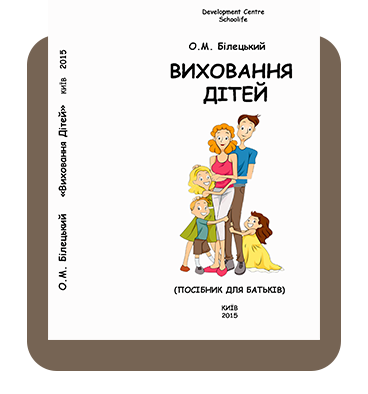 Development Centre
Schoolife
О.М. Білецький
ВИХОВАННЯ
ДІТЕЙ
(ПОСІБНИК ДЛЯ БАТЬКІВ)
КИЇВ
2015
О.М. Білецький «Виховання Дітей» КИЇВ 2015